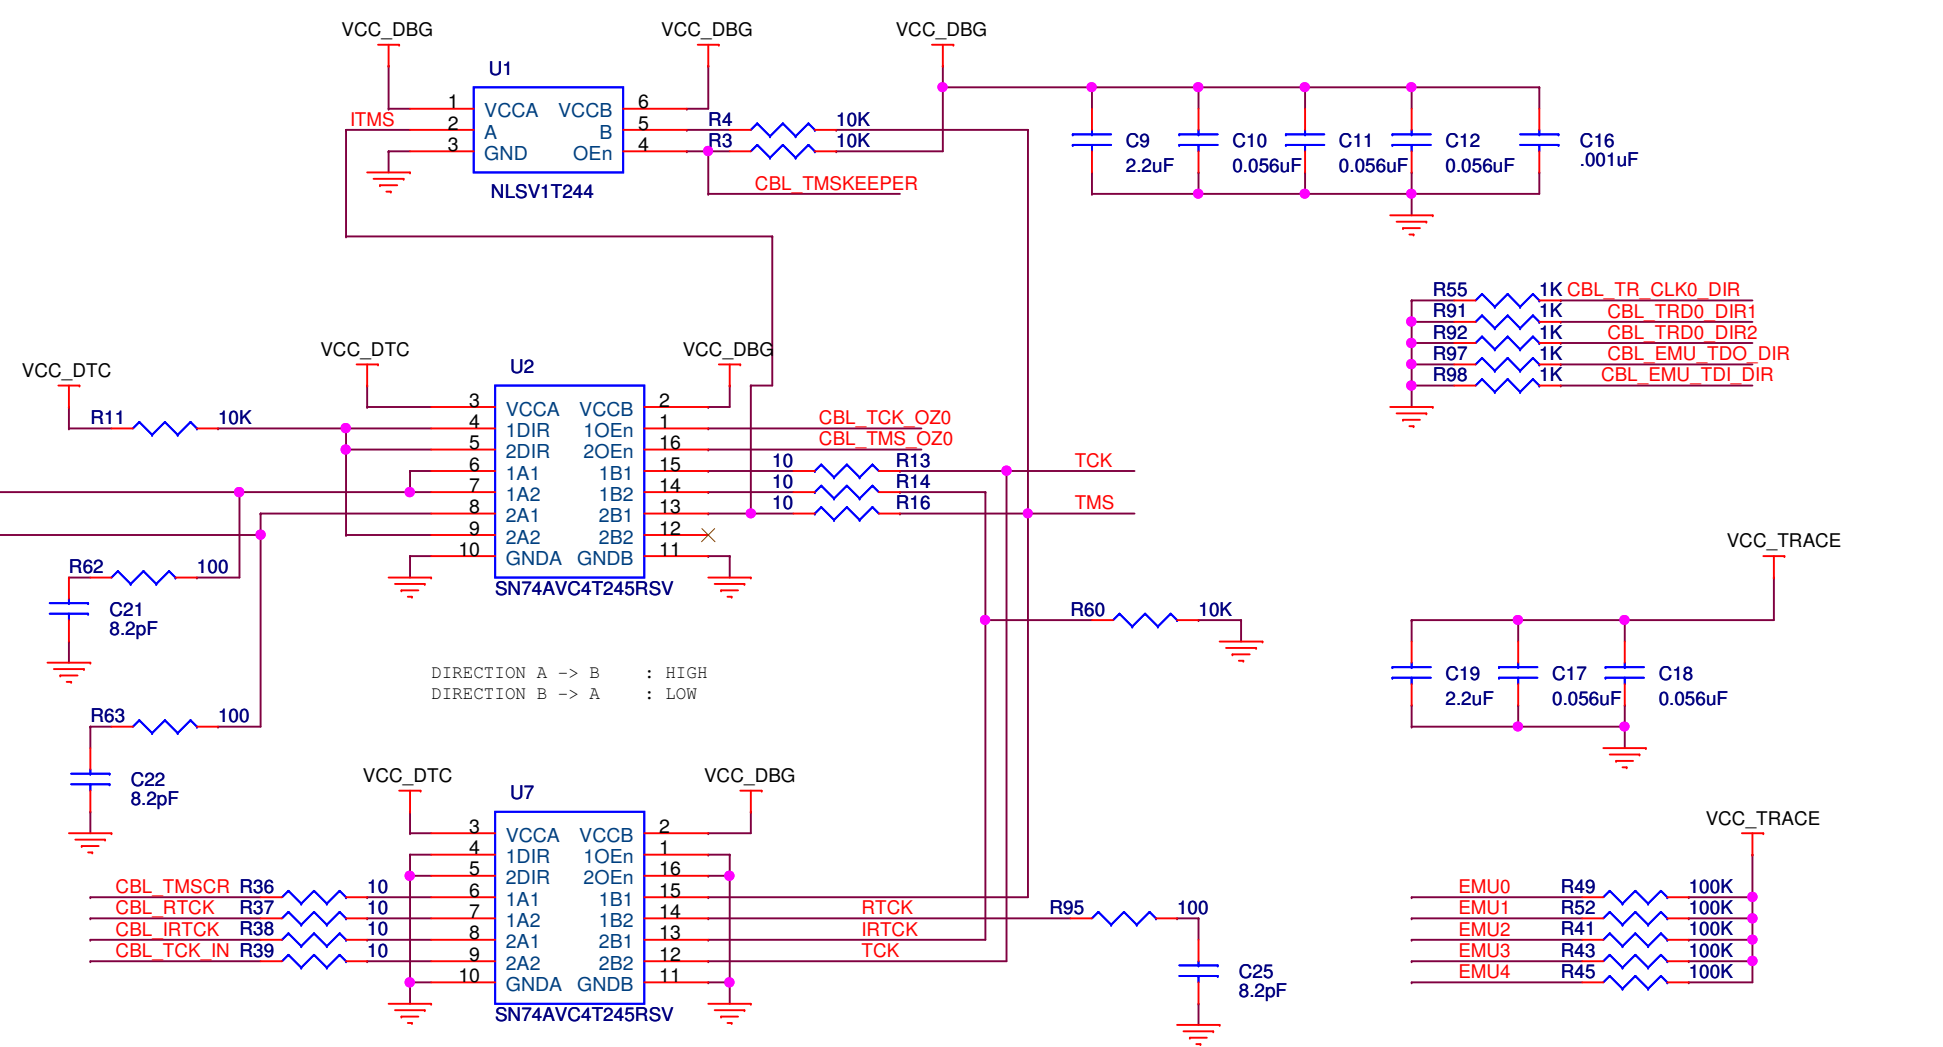 VCC_DBG VCC_DBG VCC_DBG
U1
1 VCCA VCCB 6
ITMS 2 A B 5 R4 10K
3 GND OEn 4 R3 10K
NLSV1T244
CBL_TMSKEEPER
C9 C10 C11 C12 C16
2.2uF 0.056uF 0.056uF 0.056uF .001uF
R55 1K CBL_TR_CLK0_DIR
R91 1K CBL_TRD0_DIR1
R92 1K CBL_TRD0_DIR2
R97 1K CBL_EMU_TDO_DIR
R98 1K CBL_EMU_TDI_DIR
VCC_DTC VCC_DTC VCC_DBG
U2
R11 10K
3 VCCA VCCB 2
4 1DIR 1OEn 1 CBL_TCK_OZ0
5 2DIR 2OEn 16 CBL_TMS_OZ0
6 1A1 1B1 15 10 R13 TCK
7 1A2 1B2 14 10 R14
8 2A1 2B1 13 10 R16 TMS
9 2A2 2B2 12
10 GNDA GNDB 11
SN74AVC4T245RSV
R62 100
C21
8.2pF
R60 10K
VCC_TRACE
C19 C17 C18
2.2uF 0.056uF 0.056uF
DIRECTION A -> B : HIGH
DIRECTION B -> A : LOW
R63 100
C22
8.2pF
VCC_DTC VCC_DBG
U7
3 VCCA VCCB 2
4 1DIR 1OEn 1
5 2DIR 2OEn 16
CBL_TMSCR R36 10 6 1A1 1B1 15
CBL_RTCK R37 10 7 1A2 1B2 14 RTCK R95 100
CBL_IRTCK R38 10 8 2A1 2B1 13 IRTCK
CBL_TCK_IN R39 10 9 2A2 2B2 12 TCK
10 GNDA GNDB 11
SN74AVC4T245RSV
C25
8.2pF
VCC_TRACE
EMU0 R49 100K
EMU1 R52 100K
EMU2 R41 100K
EMU3 R43 100K
EMU4 R45 100K